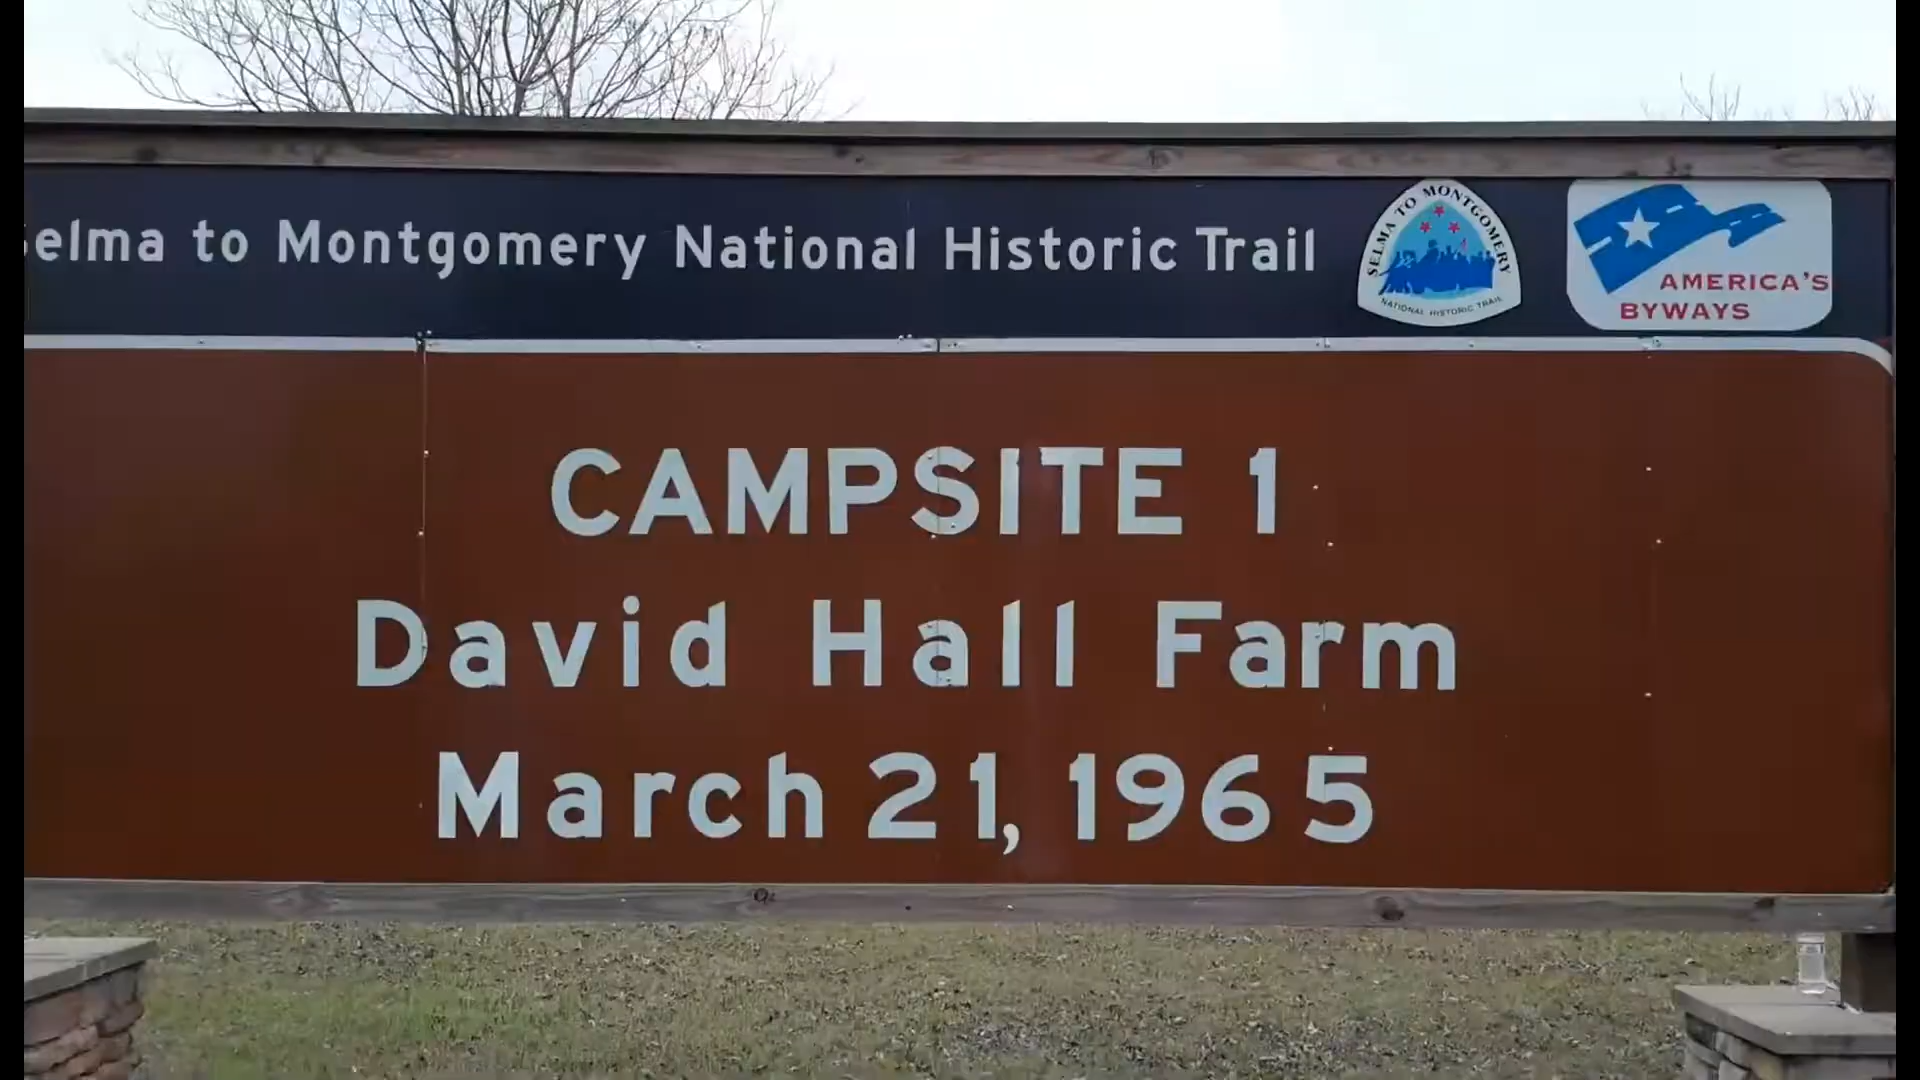 Selma to Montgomery National Historic Trail
SELMA TO MONTGOMERY
NATIONAL HISTORIC TRAIL
AMERICA'S
BYWAYS
CAMPSITE 1
David Hall Farm
March 21, 1965